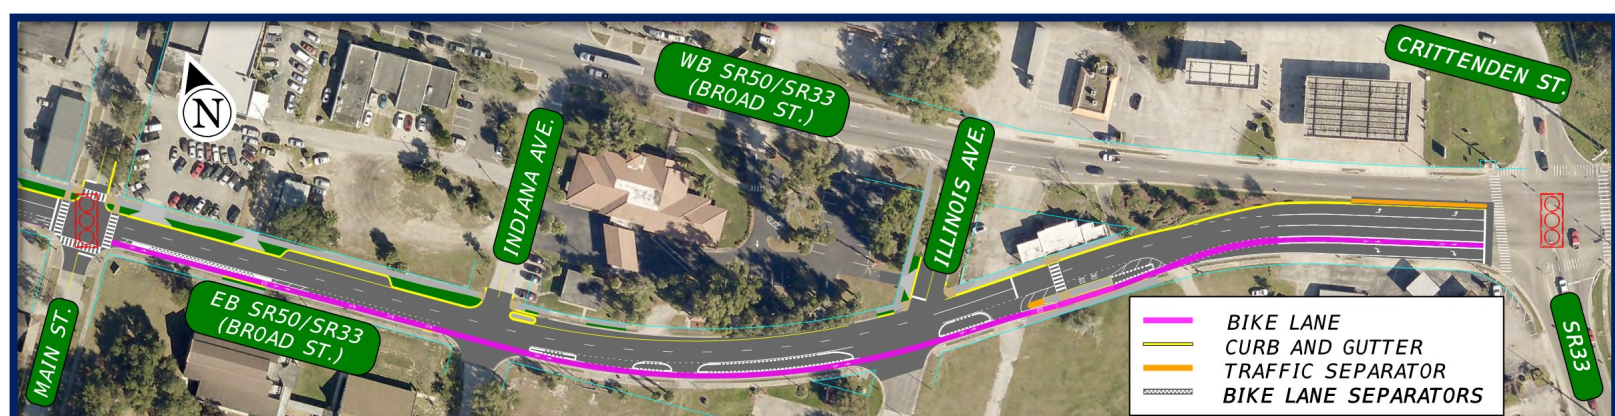 CRITTENDEN ST.
WB SR50/SR33
(BROAD ST.)
N
INDIANA AVE.
ILLINOIS AVE.
EB SR50/SR33
(BROAD ST.)
MAIN ST.
SR33
BIKE LANE
CURB AND GUTTER
TRAFFIC SEPARATOR
BIKE LANE SEPARATORS